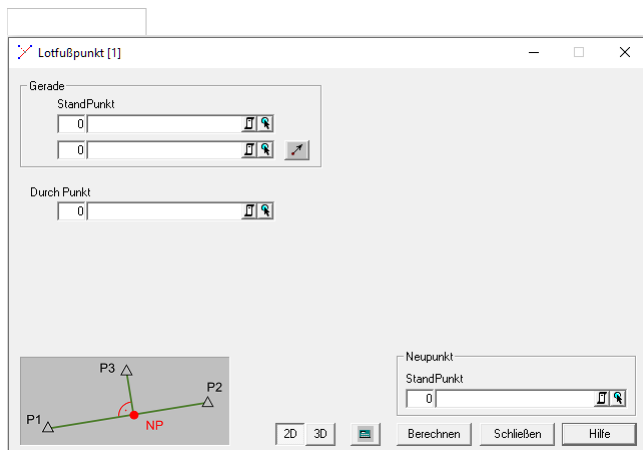 Lotfußpunkt [1]
Gerade
StandPunkt
0
0
Durch Punkt
0
P3
P2
P1
NP
Neupunkt
StandPunkt
0
2D 3D Berechnen Schließen Hilfe